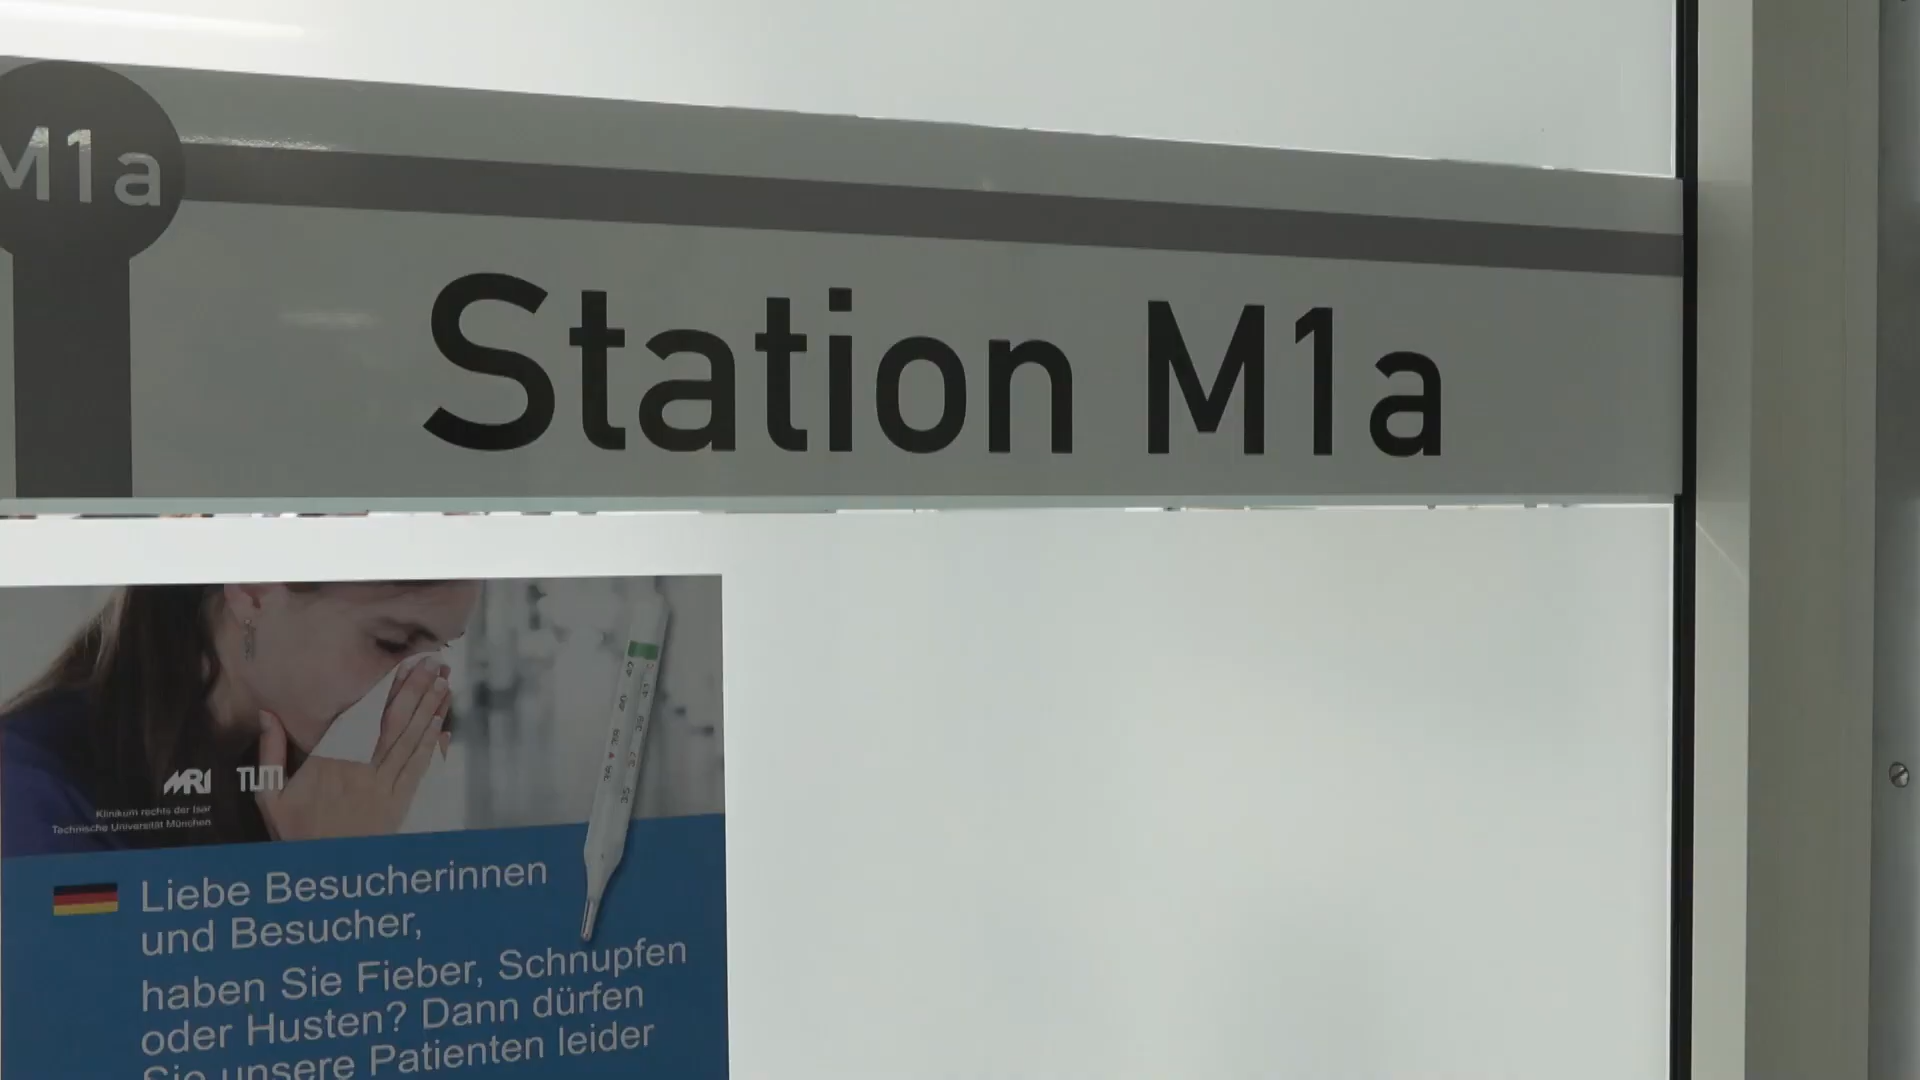 M1a
Station M1a
MRI TUM
Klinikum rechts der Isar
Technische Universität München
Liebe Besucherinnen
und Besucher,
haben Sie Fieber, Schnupfen
oder Husten? Dann dürfen
Sie unsere Patienten leider